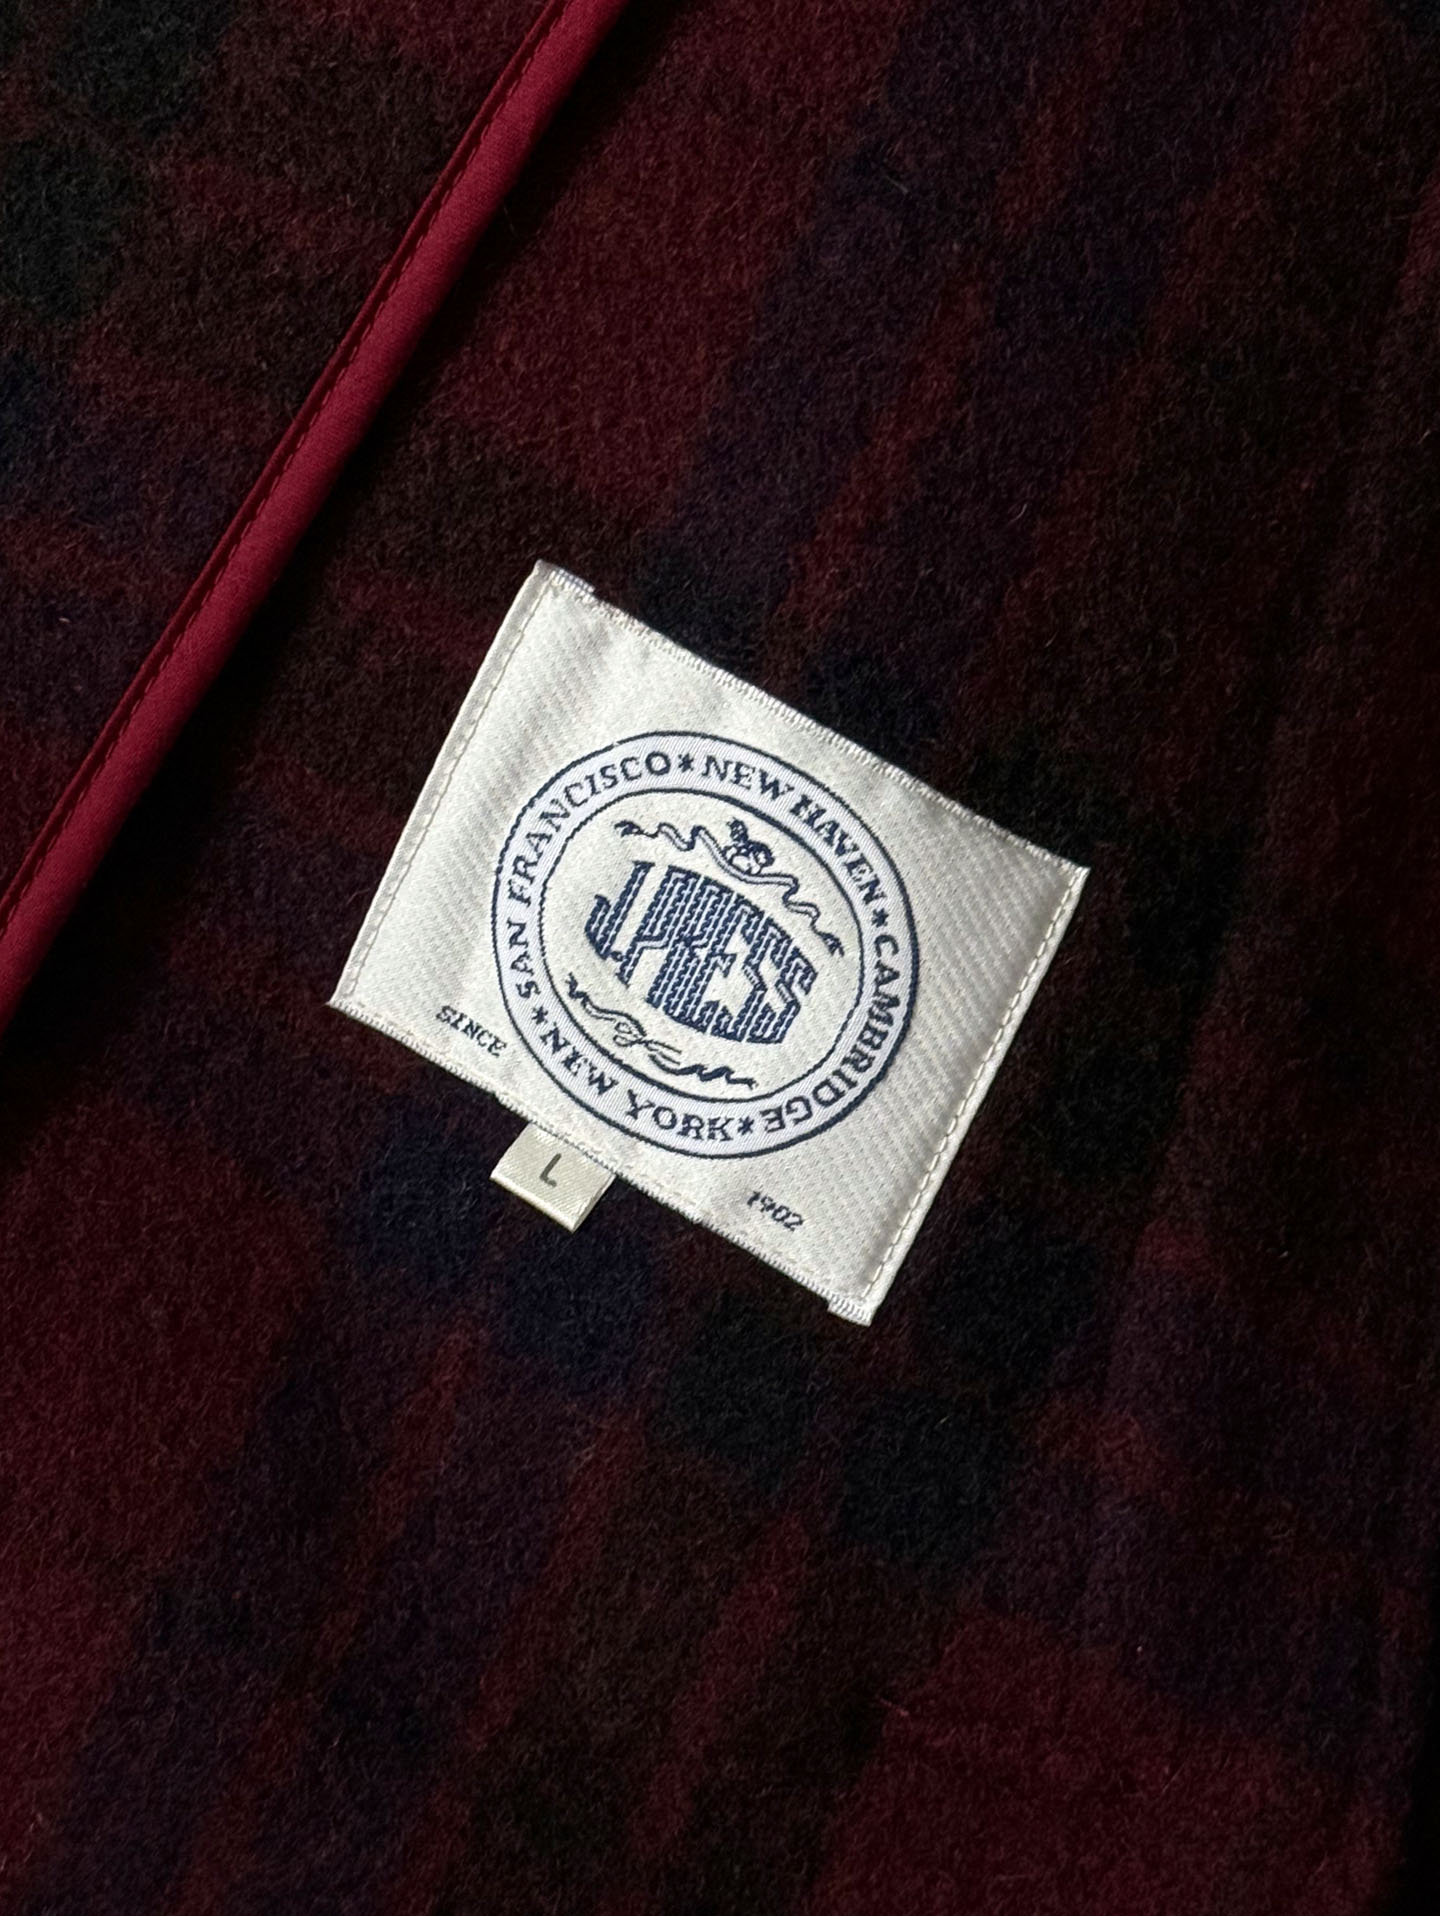 SAN FRANCISCO * NEW HAVEN * CAMBRIDGE * NEW YORK *
J.PRESS
SINCE 1902
L